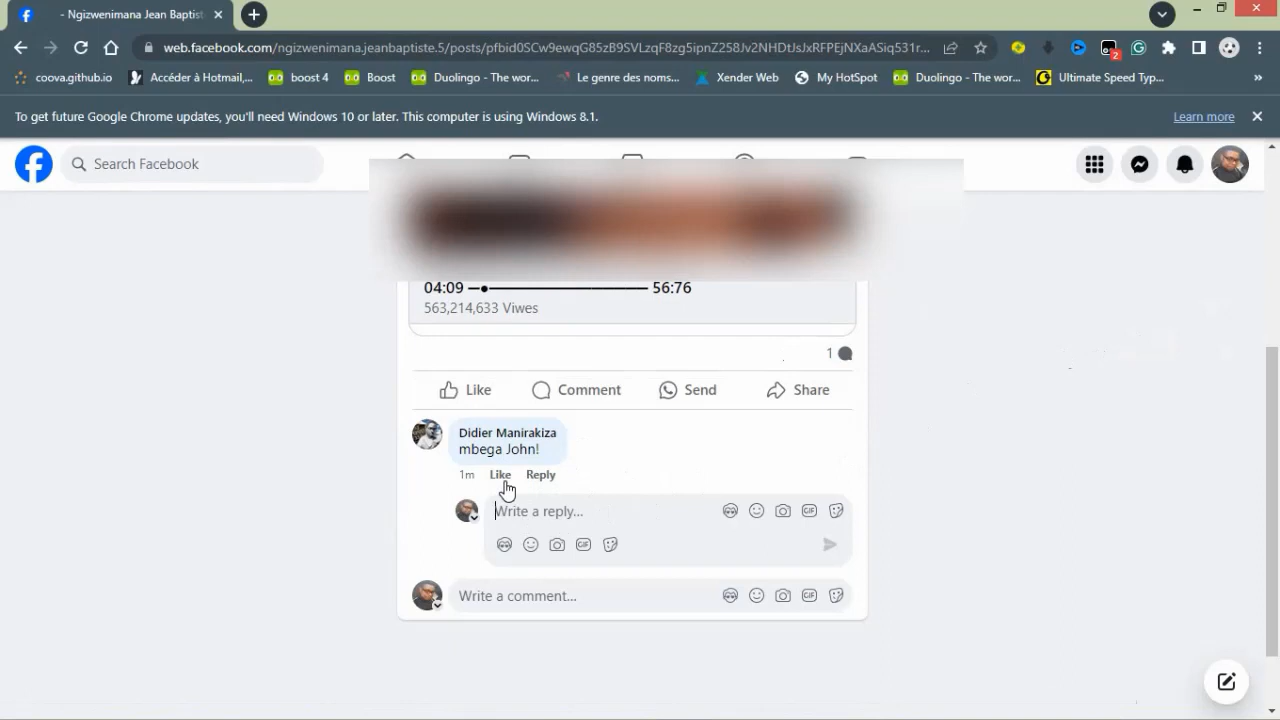 - Ngizwenimana Jean Baptist
web.facebook.com/ngizwenimana.jeanbaptiste.5/posts/pfbid0SCw9ewqG85zB9SVLzqF8zg5ipnZ258Jv2NHDtJsJxRFPEjNXaASiq531r...
2
coova.github.io
Accéder à Hotmail,...
boost 4
Boost
Duolingo - The wor...
Le genre des noms...
Xender Web
My HotSpot
Duolingo - The wor...
Ultimate Speed Typ...
»
To get future Google Chrome updates, you'll need Windows 10 or later. This computer is using Windows 8.1.
Learn more
Search Facebook
04:09
56:76
563,214,633 Viwes
1
Like
Comment
Send
Share
Didier Manirakiza
mbega John!
1m Like Reply
Write a reply...
GIF
GIF
Write a comment...
GIF